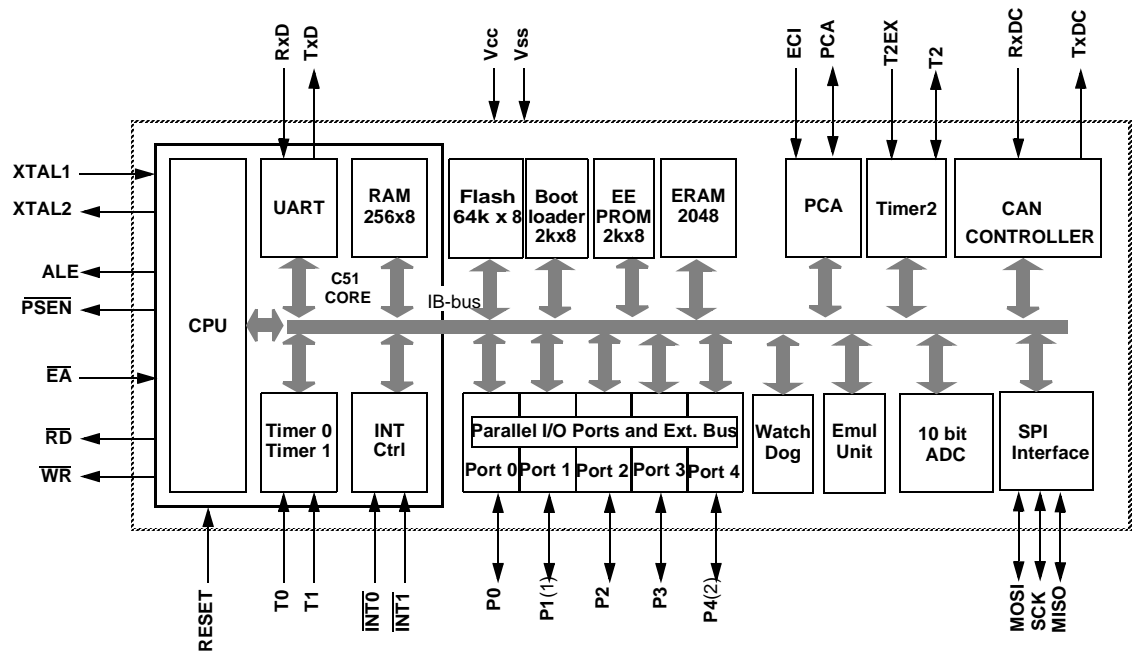 RxD
TxD
Vcc
Vss
ECI
PCA
T2EX
T2
RxDC
TxDC
XTAL1
XTAL2
ALE
PSEN
EA
RD
WR
CPU
UART
RAM
256x8
C51
CORE
IB-bus
Flash
64k x 8
Boot
loader
2kx8
EE
PROM
2kx8
ERAM
2048
PCA
Timer2
CAN
CONTROLLER
Timer 0
Timer 1
INT
Ctrl
Parallel I/O Ports and Ext. Bus
Port 0
Port 1
Port 2
Port 3
Port 4
Watch
Dog
Emul
Unit
10 bit
ADC
SPI
Interface
RESET
T0
T1
INT0
INT1
P0
P1(1)
P2
P3
P4(2)
MOSI
SCK
MISO